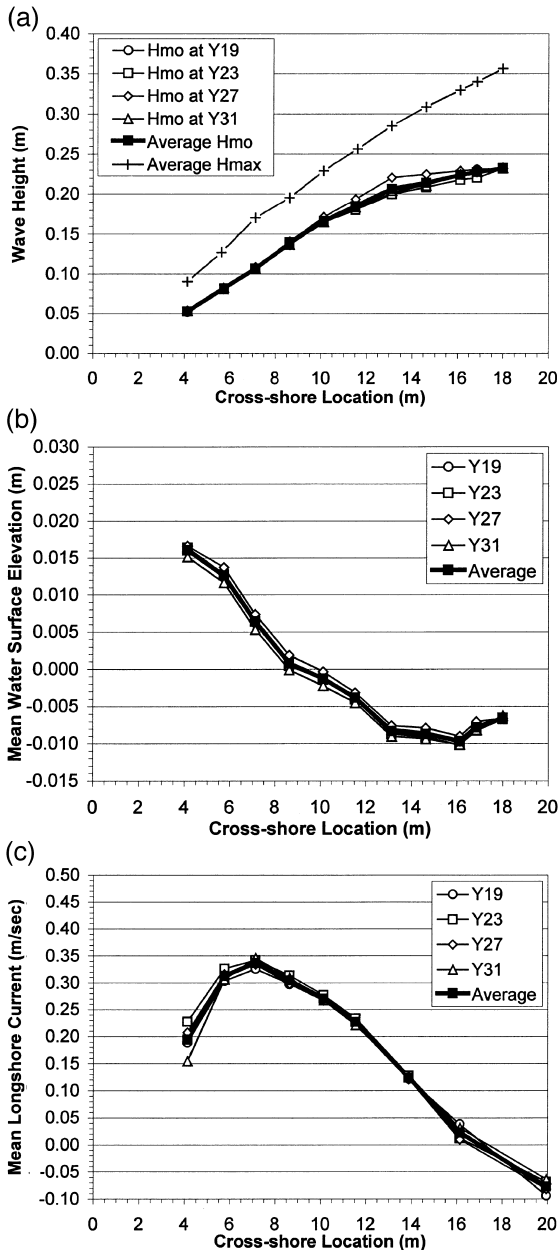 (a)
0.40
0.35
0.30
0.25
0.20
0.15
0.10
0.05
0.00
Wave Height (m)
Hmo at Y19
Hmo at Y23
Hmo at Y27
Hmo at Y31
Average Hmo
Average Hmax
0 2 4 6 8 10 12 14 16 18 20
Cross-shore Location (m)
(b)
0.030
0.025
0.020
0.015
0.010
0.005
0.000
-0.005
-0.010
-0.015
Mean Water Surface Elevation (m)
Y19
Y23
Y27
Y31
Average
0 2 4 6 8 10 12 14 16 18 20
Cross-shore Location (m)
(c)
0.50
0.45
0.40
0.35
0.30
0.25
0.20
0.15
0.10
0.05
0.00
-0.05
-0.10
Mean Longshore Current (m/sec)
Y19
Y23
Y27
Y31
Average
0 2 4 6 8 10 12 14 16 18 20
Cross-shore Location (m)